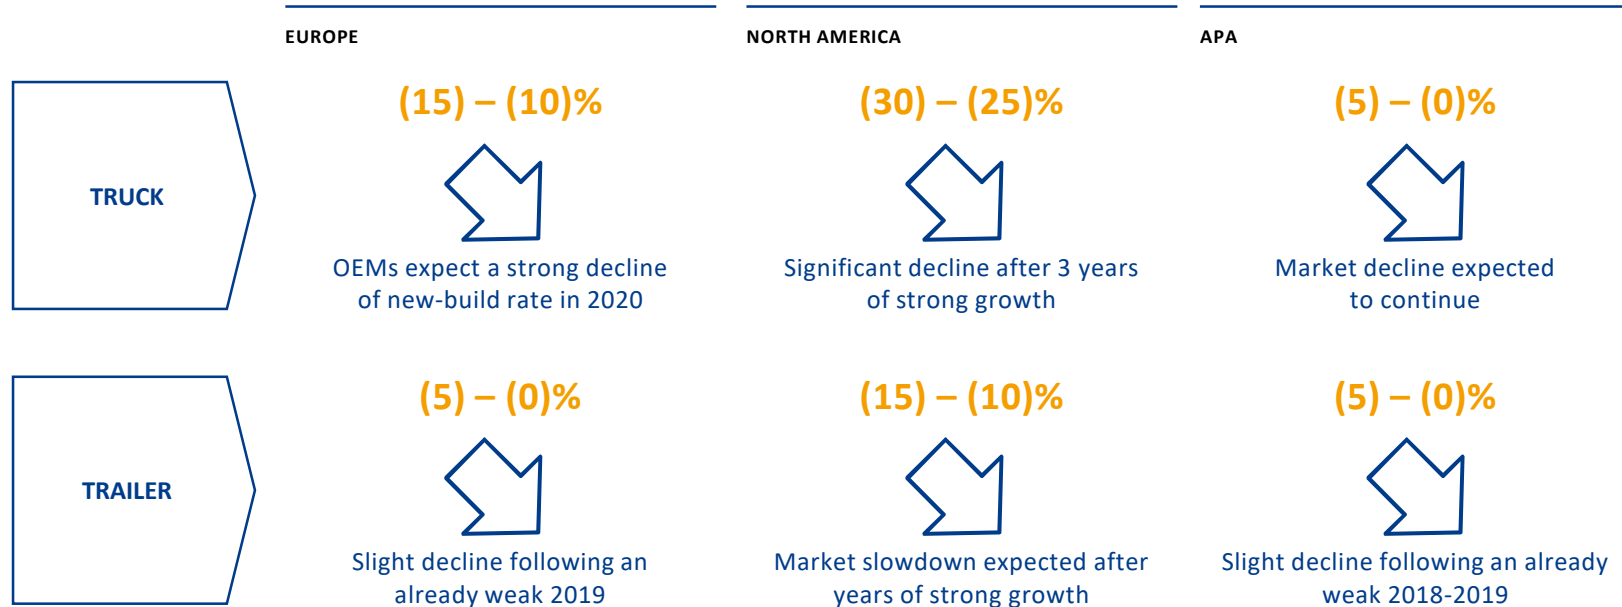 EUROPE
NORTH AMERICA
APA
TRUCK
(15) – (10)%
OEMs expect a strong decline
of new-build rate in 2020
(30) – (25)%
Significant decline after 3 years
of strong growth
(5) – (0)%
Market decline expected
to continue
TRAILER
(5) – (0)%
Slight decline following an
already weak 2019
(15) – (10)%
Market slowdown expected after
years of strong growth
(5) – (0)%
Slight decline following an already
weak 2018-2019